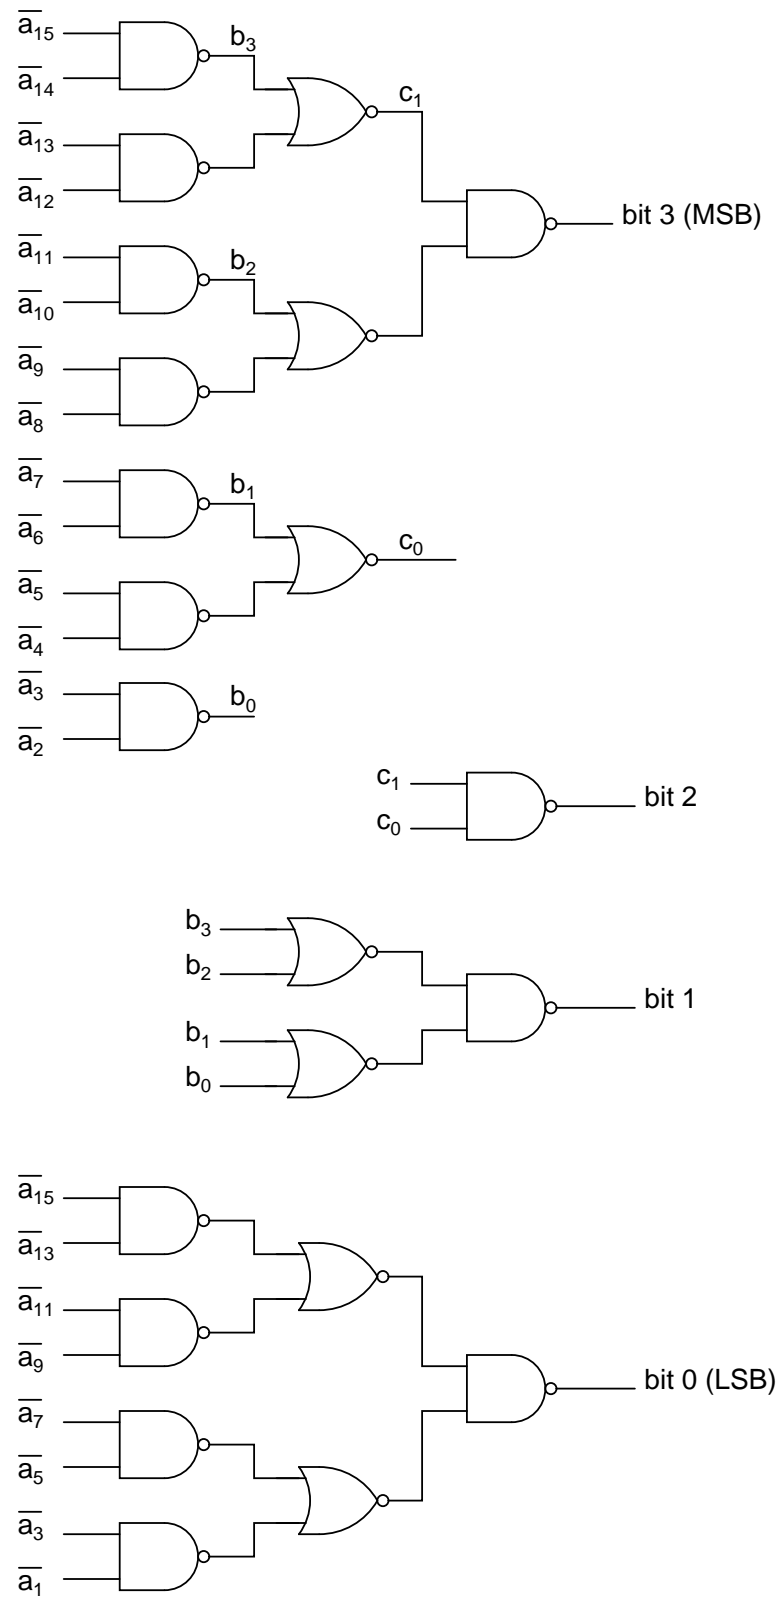 a̅₁₅
b₃
a̅₁₄
c₁
a̅₁₃
a̅₁₂
bit 3 (MSB)
a̅₁₁
b₂
a̅₁₀
a̅₉
a̅₈
a̅₇
b₁
a̅₆
c₀
a̅₅
a̅₄
a̅₃
b₀
a̅₂
c₁
bit 2
c₀
b₃
b₂
bit 1
b₁
b₀
a̅₁₅
a̅₁₃
a̅₁₁
a̅₉
bit 0 (LSB)
a̅₇
a̅₅
a̅₃
a̅₁